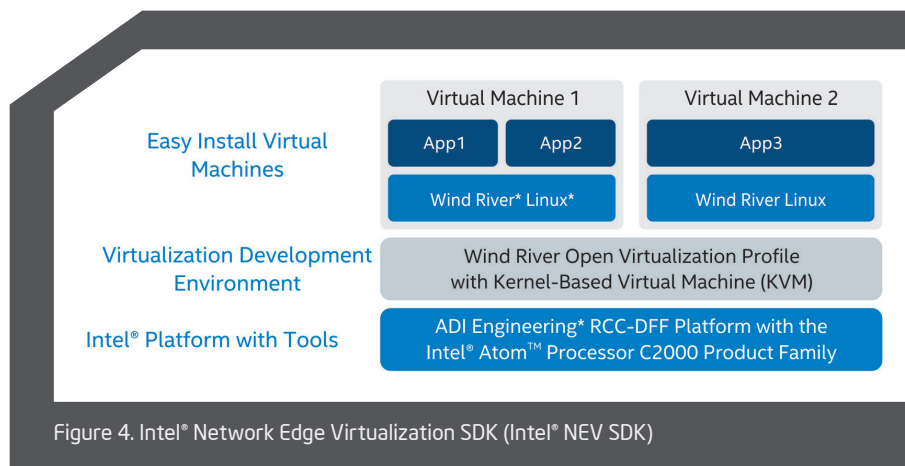 Easy Install Virtual
Machines
Virtual Machine 1
App1
App2
Wind River* Linux*
Virtual Machine 2
App3
Wind River Linux
Virtualization Development
Environment
Wind River Open Virtualization Profile
with Kernel-Based Virtual Machine (KVM)
Intel® Platform with Tools
ADI Engineering* RCC-DFF Platform with the
Intel® Atom™ Processor C2000 Product Family
Figure 4. Intel® Network Edge Virtualization SDK (Intel® NEV SDK)